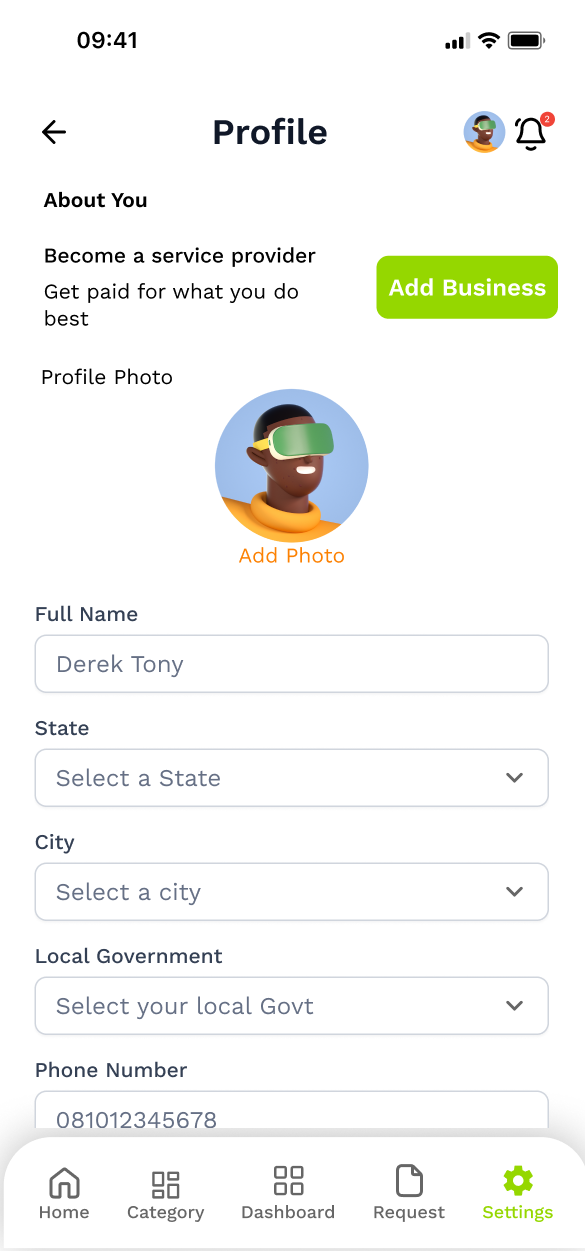 09:41
Profile
2
About You
Become a service provider
Get paid for what you do
best
Add Business
Profile Photo
Add Photo
Full Name
Derek Tony
State
Select a State
City
Select a city
Local Government
Select your local Govt
Phone Number
081012345678
Home
Category
Dashboard
Request
Settings